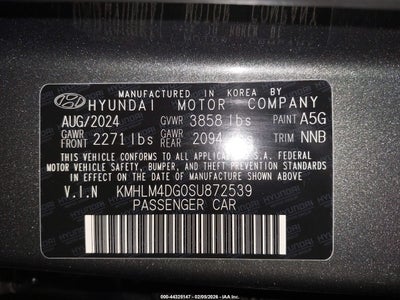 MANUFACTURED IN KOREA BY
HYUNDAI MOTOR COMPANY
AUG/2024 GVWR 3858 lbs PAINT A5G
GAWR FRONT 2271 lbs GAWR REAR 2094 lbs TRIM NNB
THIS VEHICLE CONFORMS TO ALL APPLICABLE U.S.A. FEDERAL
MOTOR VEHICLE SAFETY, BUMPER, AND THEFT PREVENTION STANDARDS
IN EFFECT ON THE DATE OF MANUFACTURE SHOWN ABOVE.
V.I.N KMHLM4DG0SU872539
PASSENGER CAR
000-44328147 - 02/09/2026 - IAA Inc.